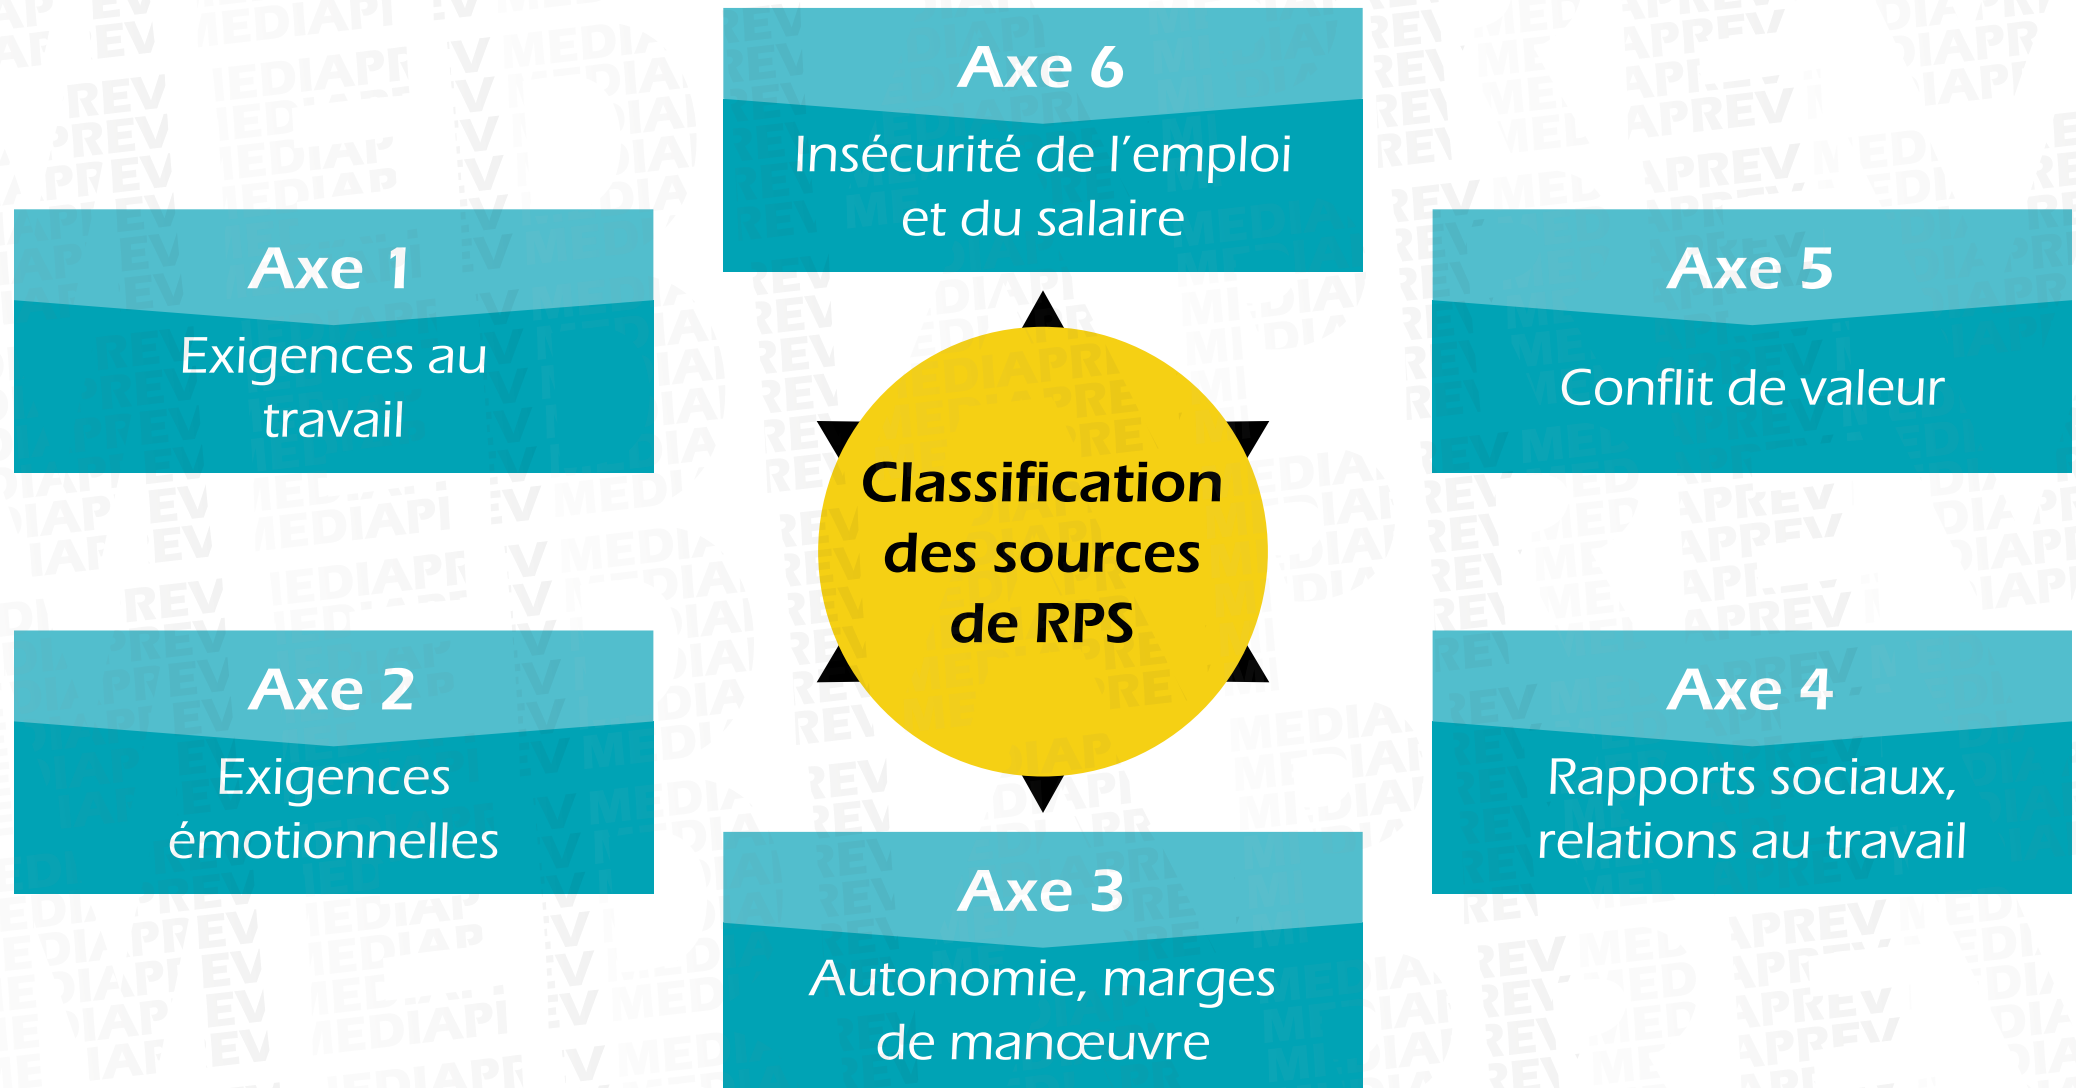 Axe 6
Insécurité de l'emploi
et du salaire
Axe 1
Exigences au
travail
Axe 5
Conflit de valeur
Classification
des sources
de RPS
Axe 2
Exigences
émotionnelles
Axe 4
Rapports sociaux,
relations au travail
Axe 3
Autonomie, marges
de manœuvre